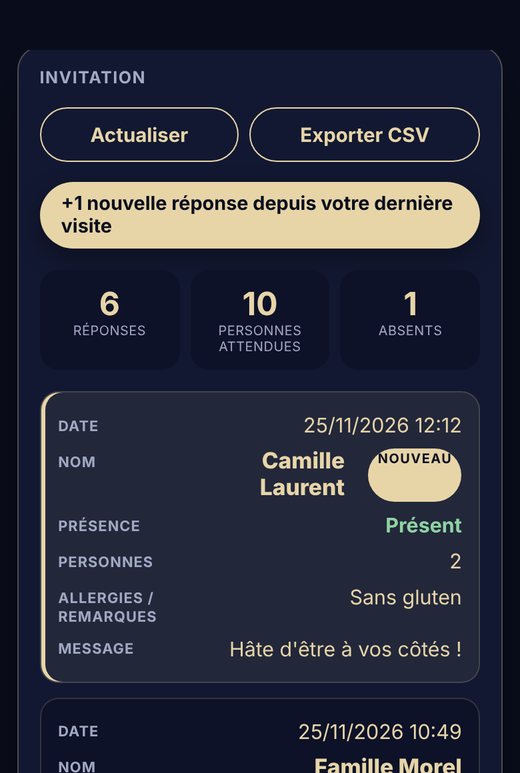 INVITATION
Actualiser
Exporter CSV
+1 nouvelle réponse depuis votre dernière
visite
6
RÉPONSES
10
PERSONNES
ATTENDUES
1
ABSENTS
DATE
25/11/2026 12:12
NOM
Camille
Laurent
NOUVEAU
PRÉSENCE
Présent
PERSONNES
2
ALLERGIES /
REMARQUES
Sans gluten
MESSAGE
Hâte d'être à vos côtés !
DATE
25/11/2026 10:49
NOM
Famille Morel